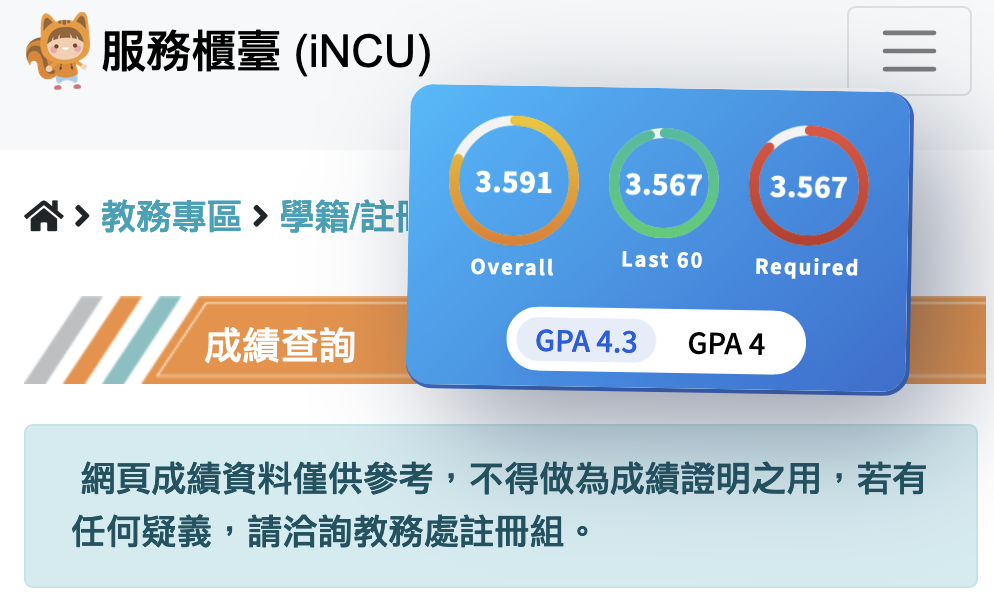 服務櫃臺 (iNCU)
教務專區 學籍/註冊
3.591 3.567 3.567
Overall Last 60 Required
GPA 4.3 GPA 4
成績查詢
網頁成績資料僅供參考，不得做為成績證明之用，若有
任何疑義，請洽詢教務處註冊組。